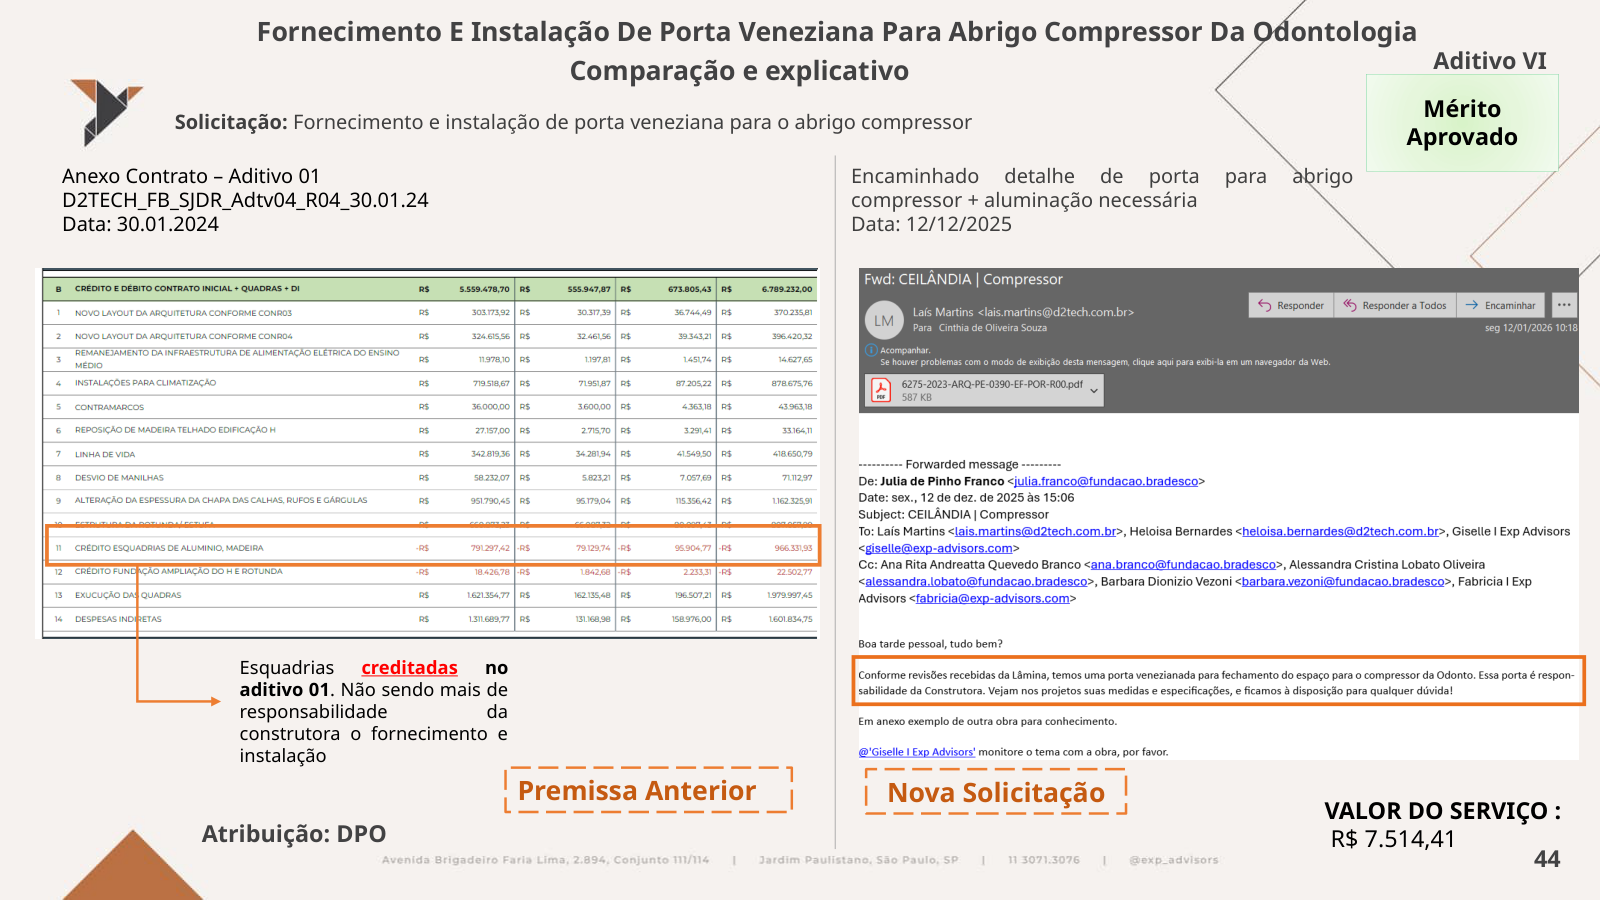 Fornecimento E Instalação De Porta Veneziana Para Abrigo Compressor Da Odontologia
Comparação e explicativo
Aditivo VI
Mérito
Aprovado
Solicitação: Fornecimento e instalação de porta veneziana para o abrigo compressor
Anexo Contrato – Aditivo 01
D2TECH_FB_SJDR_Adtv04_R04_30.01.24
Data: 30.01.2024
Encaminhado detalhe de porta para abrigo
compressor + aluminação necessária
Data: 12/12/2025
B CRÉDITO E DÉBITO CONTRATO INICIAL + QUADRAS + DI R$ 5.559.478,70 R$ 555.947,87 R$ 673.805,43 R$ 6.789.232,00
1 NOVO LAYOUT DA ARQUITETURA CONFORME CONR03 R$ 303.173,92 R$ 30.317,39 R$ 36.744,49 R$ 370.235,81
2 NOVO LAYOUT DA ARQUITETURA CONFORME CONR04 R$ 324.615,56 R$ 32.461,56 R$ 39.343,21 R$ 396.420,32
3 REMANEJAMENTO DA INFRAESTRUTURA DE ALIMENTAÇÃO ELÉTRICA DO ENSINO MÉDIO R$ 11.978,10 R$ 1.197,81 R$ 1.451,74 R$ 14.627,65
4 INSTALAÇÕES PARA CLIMATIZAÇÃO R$ 719.518,67 R$ 71.951,87 R$ 87.205,22 R$ 878.675,76
5 CONTRAMARCOS R$ 36.000,00 R$ 3.600,00 R$ 4.363,18 R$ 43.963,18
6 REPOSIÇÃO DE MADEIRA TELHADO EDIFICAÇÃO H R$ 27.157,00 R$ 2.715,70 R$ 3.291,41 R$ 33.164,11
7 LINHA DE VIDA R$ 342.819,36 R$ 34.281,94 R$ 41.549,50 R$ 418.650,79
8 DESVIO DE MANILHAS R$ 58.232,07 R$ 5.823,21 R$ 7.057,69 R$ 71.112,97
9 ALTERAÇÃO DA ESPESSURA DA CHAPA DAS CALHAS, RUFOS E GÁRGULAS R$ 951.790,45 R$ 95.179,04 R$ 115.356,42 R$ 1.162.325,91
11 CRÉDITO ESQUADRIAS DE ALUMINIO, MADEIRA -R$ 791.297,42 -R$ 79.129,74 -R$ 95.904,77 -R$ 966.331,93
12 CRÉDITO FUNDAÇÃO AMPLIAÇÃO DO H E ROTUNDA -R$ 18.426,78 -R$ 1.842,68 -R$ 2.233,31 -R$ 22.502,77
13 EXUCUÇÃO DAS QUADRAS R$ 1.621.354,77 R$ 162.135,48 R$ 196.507,21 R$ 1.979.997,45
14 DESPESAS INDIRETAS R$ 1.311.689,77 R$ 131.168,98 R$ 158.976,00 R$ 1.601.834,75
Esquadrias creditadas no
aditivo 01. Não sendo mais de
responsabilidade da
construtora o fornecimento e
instalação
Premissa Anterior
Atribuição: DPO
Fwd: CEILÂNDIA | Compressor
LM
Laís Martins <lais.martins@d2tech.com.br>
Para Cinthia de Oliveira Souza
Responder Responder a Todos Encaminhar ...
seg 12/01/2026 10:18
Acompanhar.
Se houver problemas com o modo de exibição desta mensagem, clique aqui para exibi-la em um navegador da Web.
PDF
6275-2023-ARQ-PE-0390-EF-POR-R00.pdf
587 KB
---------- Forwarded message ---------
De: Julia de Pinho Franco <julia.franco@fundacao.bradesco>
Date: sex., 12 de dez. de 2025 às 15:06
Subject: CEILÂNDIA | Compressor
To: Laís Martins <lais.martins@d2tech.com.br>, Heloisa Bernardes <heloisa.bernardes@d2tech.com.br>, Giselle I Exp Advisors
<giselle@exp-advisors.com>
Cc: Ana Rita Andreatta Quevedo Branco <ana.branco@fundacao.bradesco>, Alessandra Cristina Lobato Oliveira
<alessandra.lobato@fundacao.bradesco>, Barbara Dionizio Vezoni <barbara.vezoni@fundacao.bradesco>, Fabricia I Exp
Advisors <fabricia@exp-advisors.com>
Boa tarde pessoal, tudo bem?
Conforme revisões recebidas da Lâmina, temos uma porta venezianada para fechamento do espaço para o compressor da Odonto. Essa porta é respon-
sabilidade da Construtora. Vejam nos projetos suas medidas e especificações, e ficamos à disposição para qualquer dúvida!
Em anexo exemplo de outra obra para conhecimento.
@'Giselle I Exp Advisors' monitore o tema com a obra, por favor.
Nova Solicitação
VALOR DO SERVIÇO :
R$ 7.514,41
Avenida Brigadeiro Faria Lima, 2.894, Conjunto 111/114 | Jardim Paulistano, São Paulo, SP | 11 3071.3076 | @exp_advisors
44